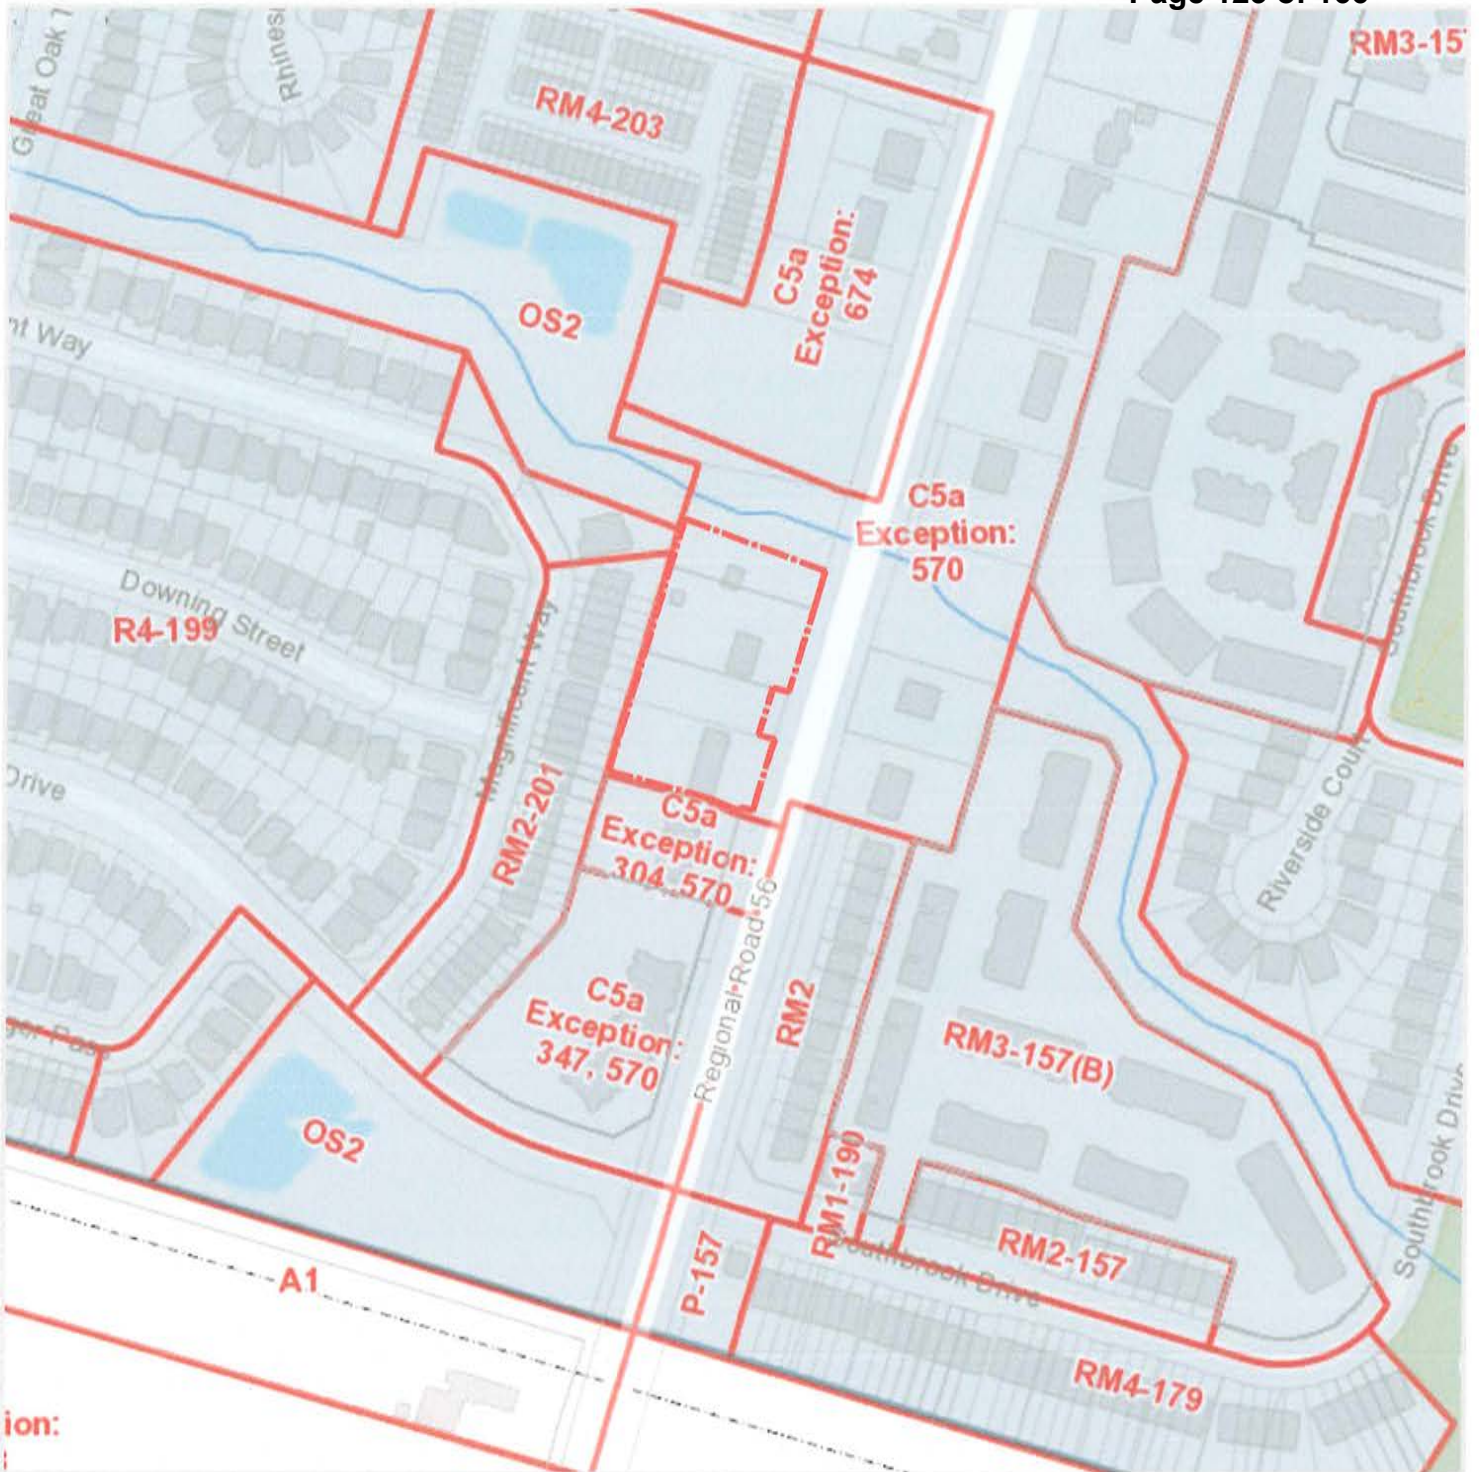 RM3-15
Great Oak T
RM4-203
C5a
Exception:
674
OS2
nt Way
C5a
Exception:
570
Southbrook Drive
Downing Street
R4-199
Magnificent Way
Drive
RM2-201
C5a
Exception:
304, 570
Riverside Court
Regional Road 56
C5a
Exception:
347, 570
RM2
RM3-157(B)
OS2
RM1-190
Southbrook Drive
RM2-157
Southbrook Drive
P-157
A1
RM4-179
ion: